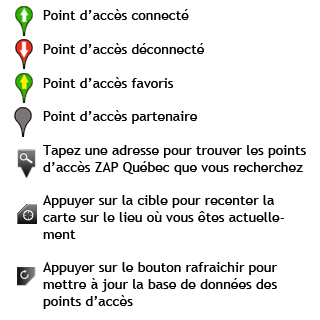 Point d'accès connecté
Point d'accès déconnecté
Point d'accès favoris
Point d'accès partenaire
Tapez une adresse pour trouver les points
d'accès ZAP Québec que vous recherchez
Appuyer sur la cible pour recenter la
carte sur le lieu où vous êtes actuelle-
ment
Appuyer sur le bouton rafraichir pour
mettre à jour la base de données des
points d'accès